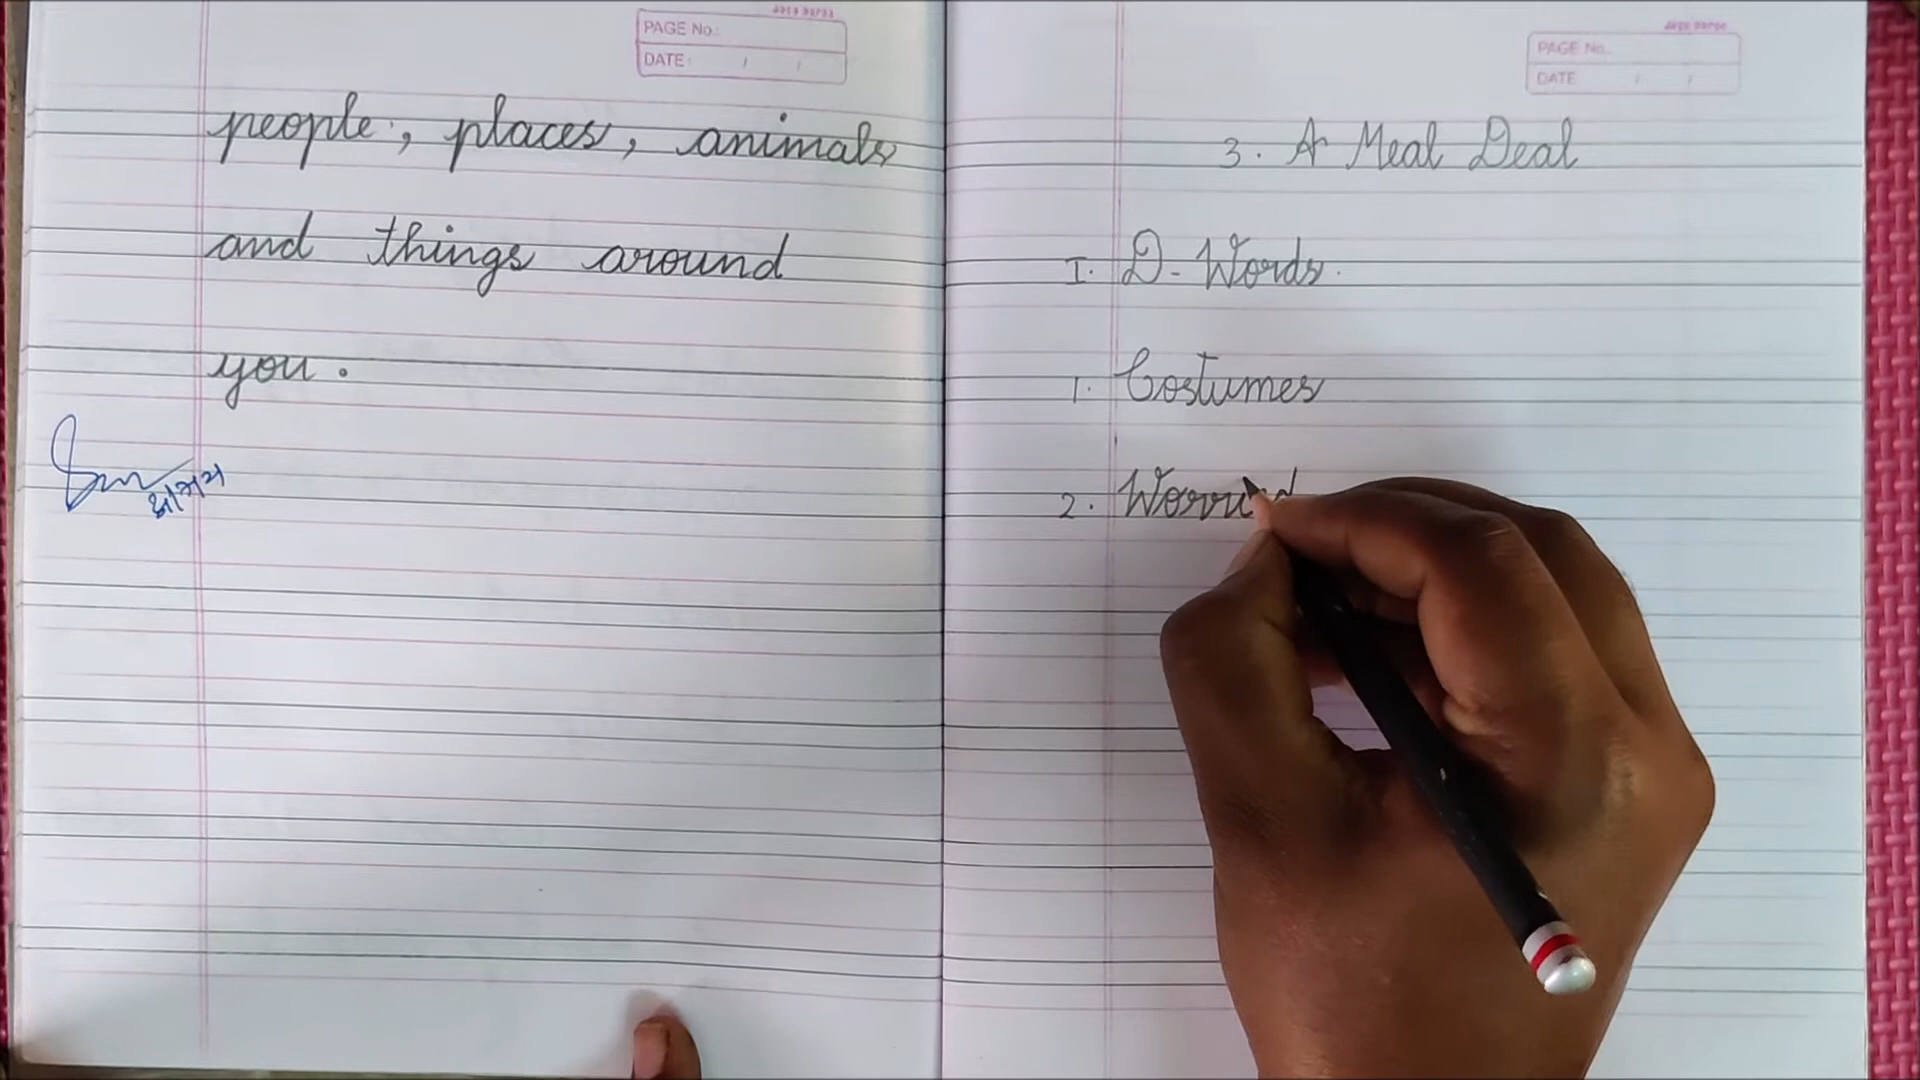 PAGE No.:
DATE: / /
people, places, animals
and things around
you.
PAGE No.
DATE / /
3. A Meal Deal
I. D-Words.
1. Costumes
2.